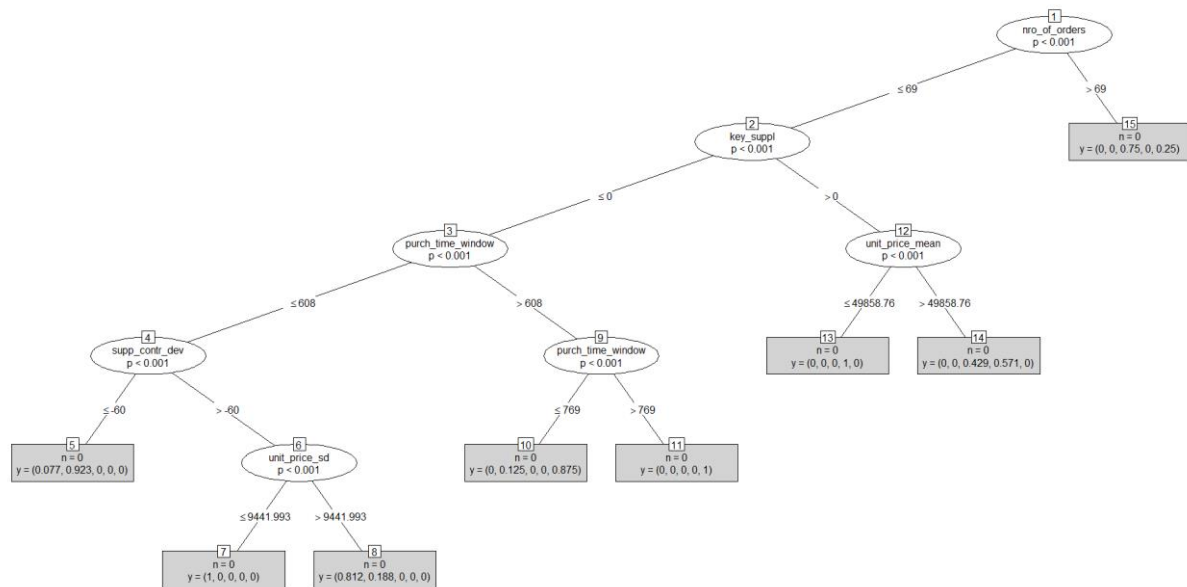 1
nro_of_orders
p < 0.001
≤ 69
> 69
2
key_suppl
p < 0.001
15
n = 0
y = (0, 0, 0.75, 0, 0.25)
≤ 0
> 0
3
purch_time_window
p < 0.001
12
unit_price_mean
p < 0.001
≤ 608
> 608
≤ 49858.76
> 49858.76
4
supp_contr_dev
p < 0.001
9
purch_time_window
p < 0.001
13
n = 0
y = (0, 0, 0, 1, 0)
14
n = 0
y = (0, 0, 0.429, 0.571, 0)
≤ -60
> -60
≤ 769
> 769
5
n = 0
y = (0.077, 0.923, 0, 0, 0)
6
unit_price_sd
p < 0.001
10
n = 0
y = (0, 0.125, 0, 0, 0.875)
11
n = 0
y = (0, 0, 0, 0, 1)
≤ 9441.993
> 9441.993
7
n = 0
y = (1, 0, 0, 0, 0)
8
n = 0
y = (0.812, 0.188, 0, 0, 0)